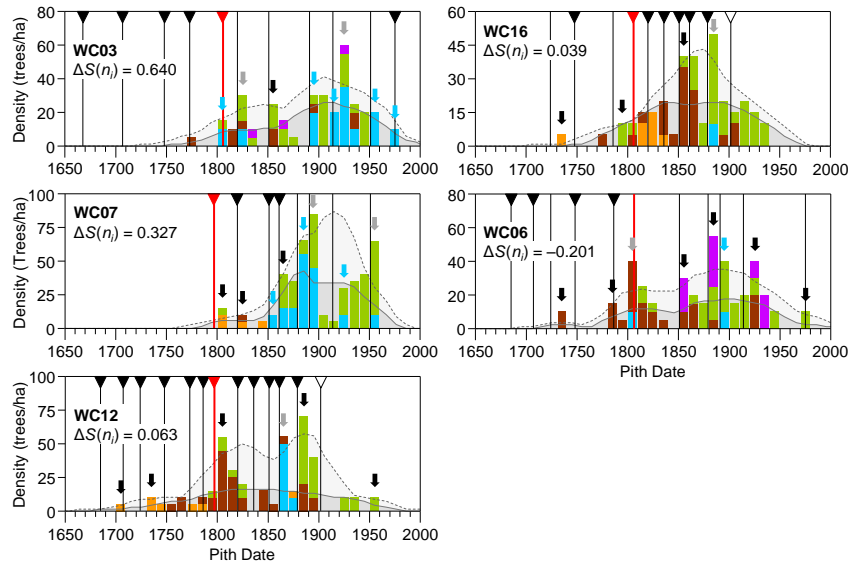 80
60
40
20
0
Density (trees/ha)
WC03
ΔS(nᵢ) = 0.640
1650 1700 1750 1800 1850 1900 1950 2000
60
45
30
15
0
WC16
ΔS(nᵢ) = 0.039
1650 1700 1750 1800 1850 1900 1950 2000
100
75
50
25
0
Density (Trees/ha)
WC07
ΔS(nᵢ) = 0.327
1650 1700 1750 1800 1850 1900 1950 2000
80
60
40
20
0
WC06
ΔS(nᵢ) = –0.201
1650 1700 1750 1800 1850 1900 1950 2000
Pith Date
100
75
50
25
0
Density (trees/ha)
WC12
ΔS(nᵢ) = 0.063
1650 1700 1750 1800 1850 1900 1950 2000
Pith Date